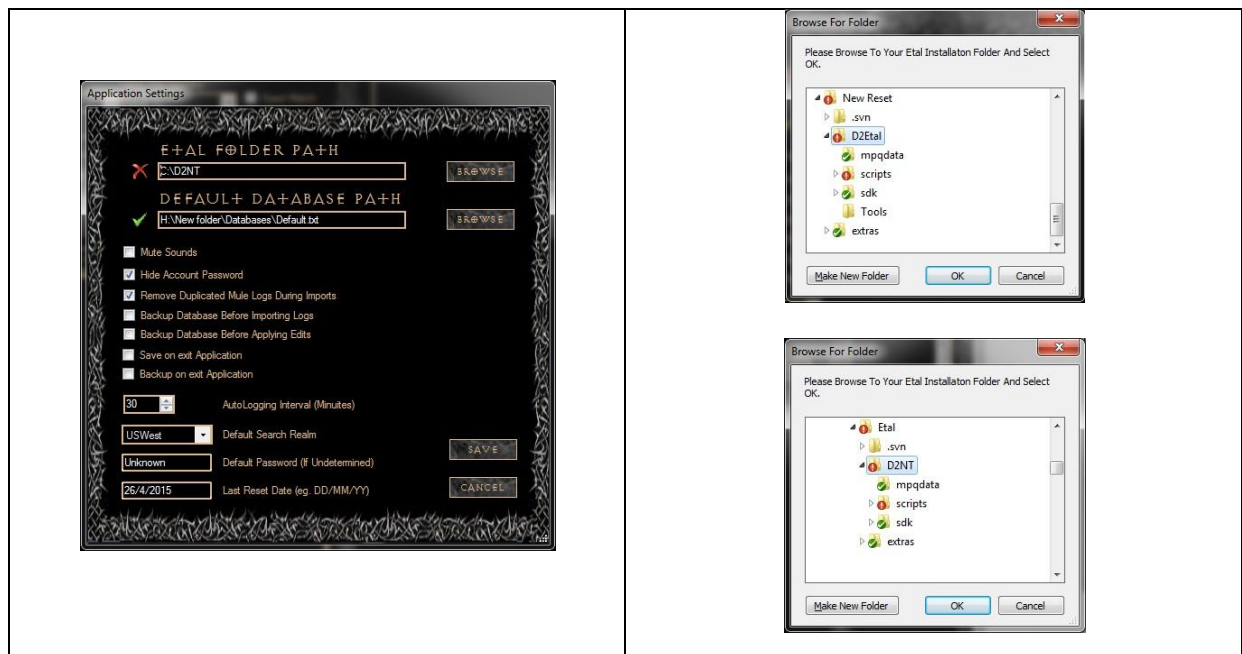 Application Settings
ETAL FOLDER PATH
C:\D2NT
BROWSE
DEFAULT DATABASE PATH
H:\New folder\Databases\Default.txt
BROWSE
Mute Sounds
Hide Account Password
Remove Duplicated Mule Logs During Imports
Backup Database Before Importing Logs
Backup Database Before Applying Edits
Save on exit Application
Backup on exit Application
30 AutoLogging Interval (Minuites)
USWest Default Search Realm
SAVE
Unknown Default Password (If Undetermined)
26/4/2015 Last Reset Date (eg. DD/MM/YY)
CANCEL
Browse For Folder
Please Browse To Your Etal Installaton Folder And Select
OK.
New Reset
.svn
D2Etal
mpqdata
scripts
sdk
Tools
extras
Make New Folder OK Cancel
Browse For Folder
Please Browse To Your Etal Installaton Folder And Select
OK.
Etal
.svn
D2NT
mpqdata
scripts
sdk
extras
Make New Folder OK Cancel